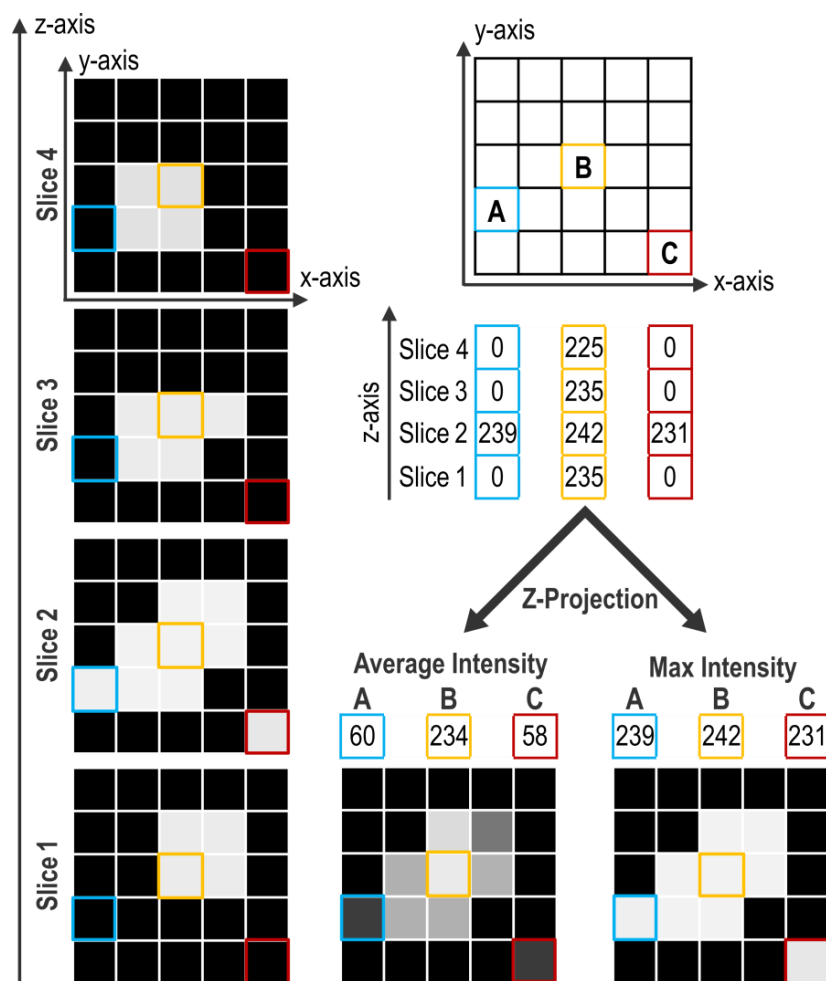 z-axis
y-axis
Slice 4
x-axis
Slice 3
Slice 2
Slice 1
y-axis
B
A
C
x-axis
z-axis
Slice 4 0 225 0
Slice 3 0 235 0
Slice 2 239 242 231
Slice 1 0 235 0
Z-Projection
Average Intensity
A B C
60 234 58
Max Intensity
A B C
239 242 231